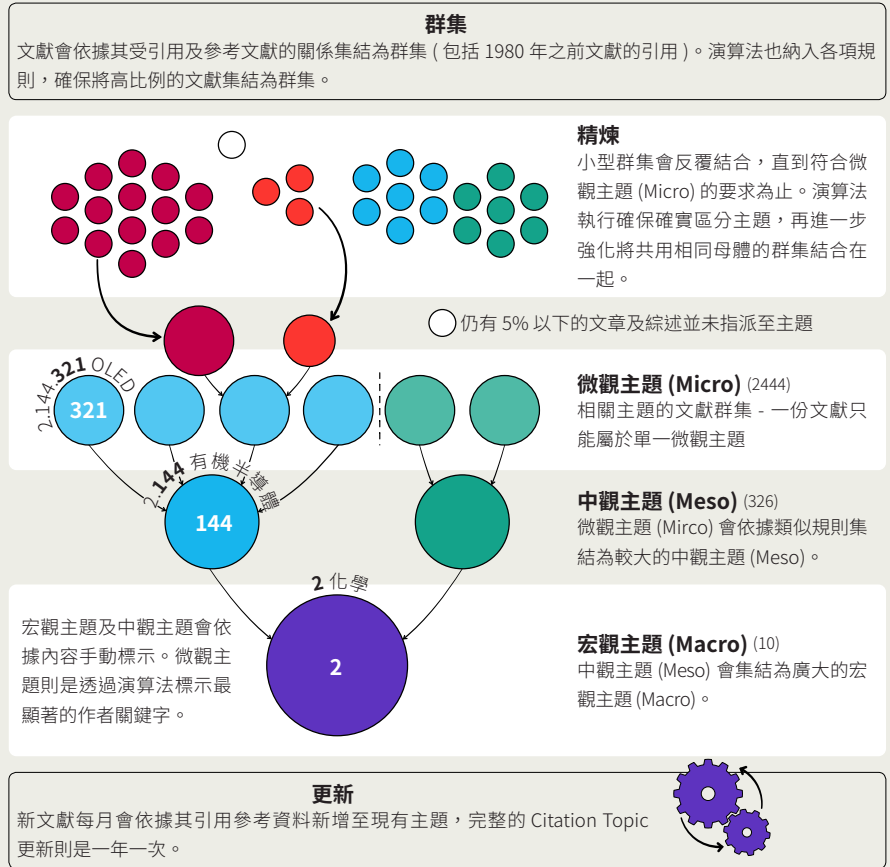 群集
文獻會依據其受引用及參考文獻的關係集結為群集 ( 包括 1980 年之前文獻的引用 )。演算法也納入各項規
則，確保將高比例的文獻集結為群集。
精煉
小型群集會反覆結合，直到符合微
觀主題 (Micro) 的要求為止。演算法
執行確保確實區分主題，再進一步
強化將共用相同母體的群集結合在
一起。
仍有 5% 以下的文章及綜述並未指派至主題
2.144.321 OLED
321
微觀主題 (Micro) (2444)
相關主題的文獻群集 - 一份文獻只
能屬於單一微觀主題
2.144 有機半導體
144
中觀主題 (Meso) (326)
微觀主題 (Mirco) 會依據類似規則集
結為較大的中觀主題 (Meso)。
2 化學
2
宏觀主題及中觀主題會依
據內容手動標示。微觀主
題則是透過演算法標示最
顯著的作者關鍵字。
宏觀主題 (Macro) (10)
中觀主題 (Meso) 會集結為廣大的宏
觀主題 (Macro)。
更新
新文獻每月會依據其引用參考資料新增至現有主題，完整的 Citation Topic
更新則是一年一次。